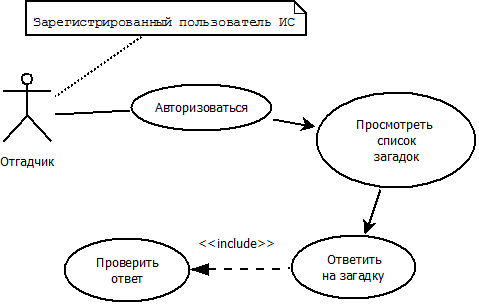 Зарегистрированный пользователь ИС
Авторизоваться
Просмотреть
список
загадок
Отгадчик
<<include>>
Ответить
на загадку
Проверить
ответ